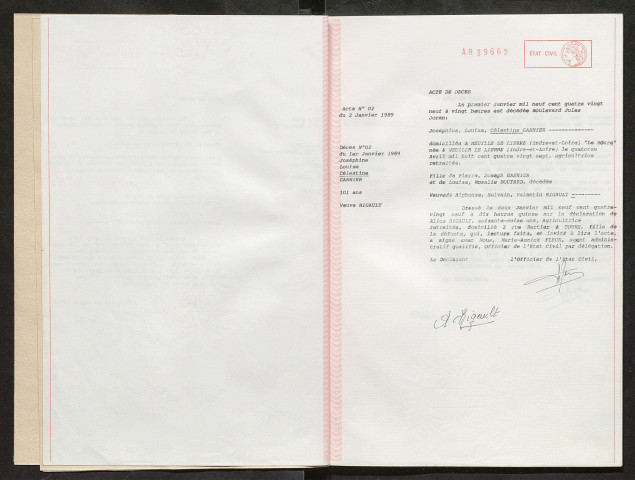 AR39665
ETAT CIVIL
Acte N° 02
du 2 Janvier 1989
Décès N°02
du 1er Janvier 1989
Joséphine
Louise
Célestine
GARNIER
101 ans
Veuve RIGAULT
ACTE DE DECES
Le premier Janvier mil neuf cent quatre vingt
neuf à vingt heures est décédée Boulevard Jules
Joran:
Joséphine, Louise, Célestine GARNIER --------------
domiciliée à NEUILLE LE LIERRE (Indre-et-Loire) "Le Bourg"
née à NEUILLE LE LIERRE (Indre-et-Loire) le quatorze
Avril mil huit cent quatre vingt sept, agricultrice
retraitée.
Fille de Pierre, Joseph GARNIER
et de Louise, Rosalie BOUTARD, décédés
Veuve de Alphonse, Sylvain, Valentin RIGAULT ---------
Dressé le deux Janvier mil neuf cent quatre-
vingt neuf à dix heures quinze sur la déclaration de
Alice RIGAULT, soixante-seize ans, Agricultrice
retraitée, domicilié 2 rue à TOURS, fille de
la défunte, qui, lecture faite, et invité à lire l'acte,
a signé avec Nous, Marie-Annick FLEUR, agent adminis-
tratif qualifié, Officier de l'Etat Civil par délégation.
Le Déclarant l'Officier de l'Etat Civil,
A Rigault